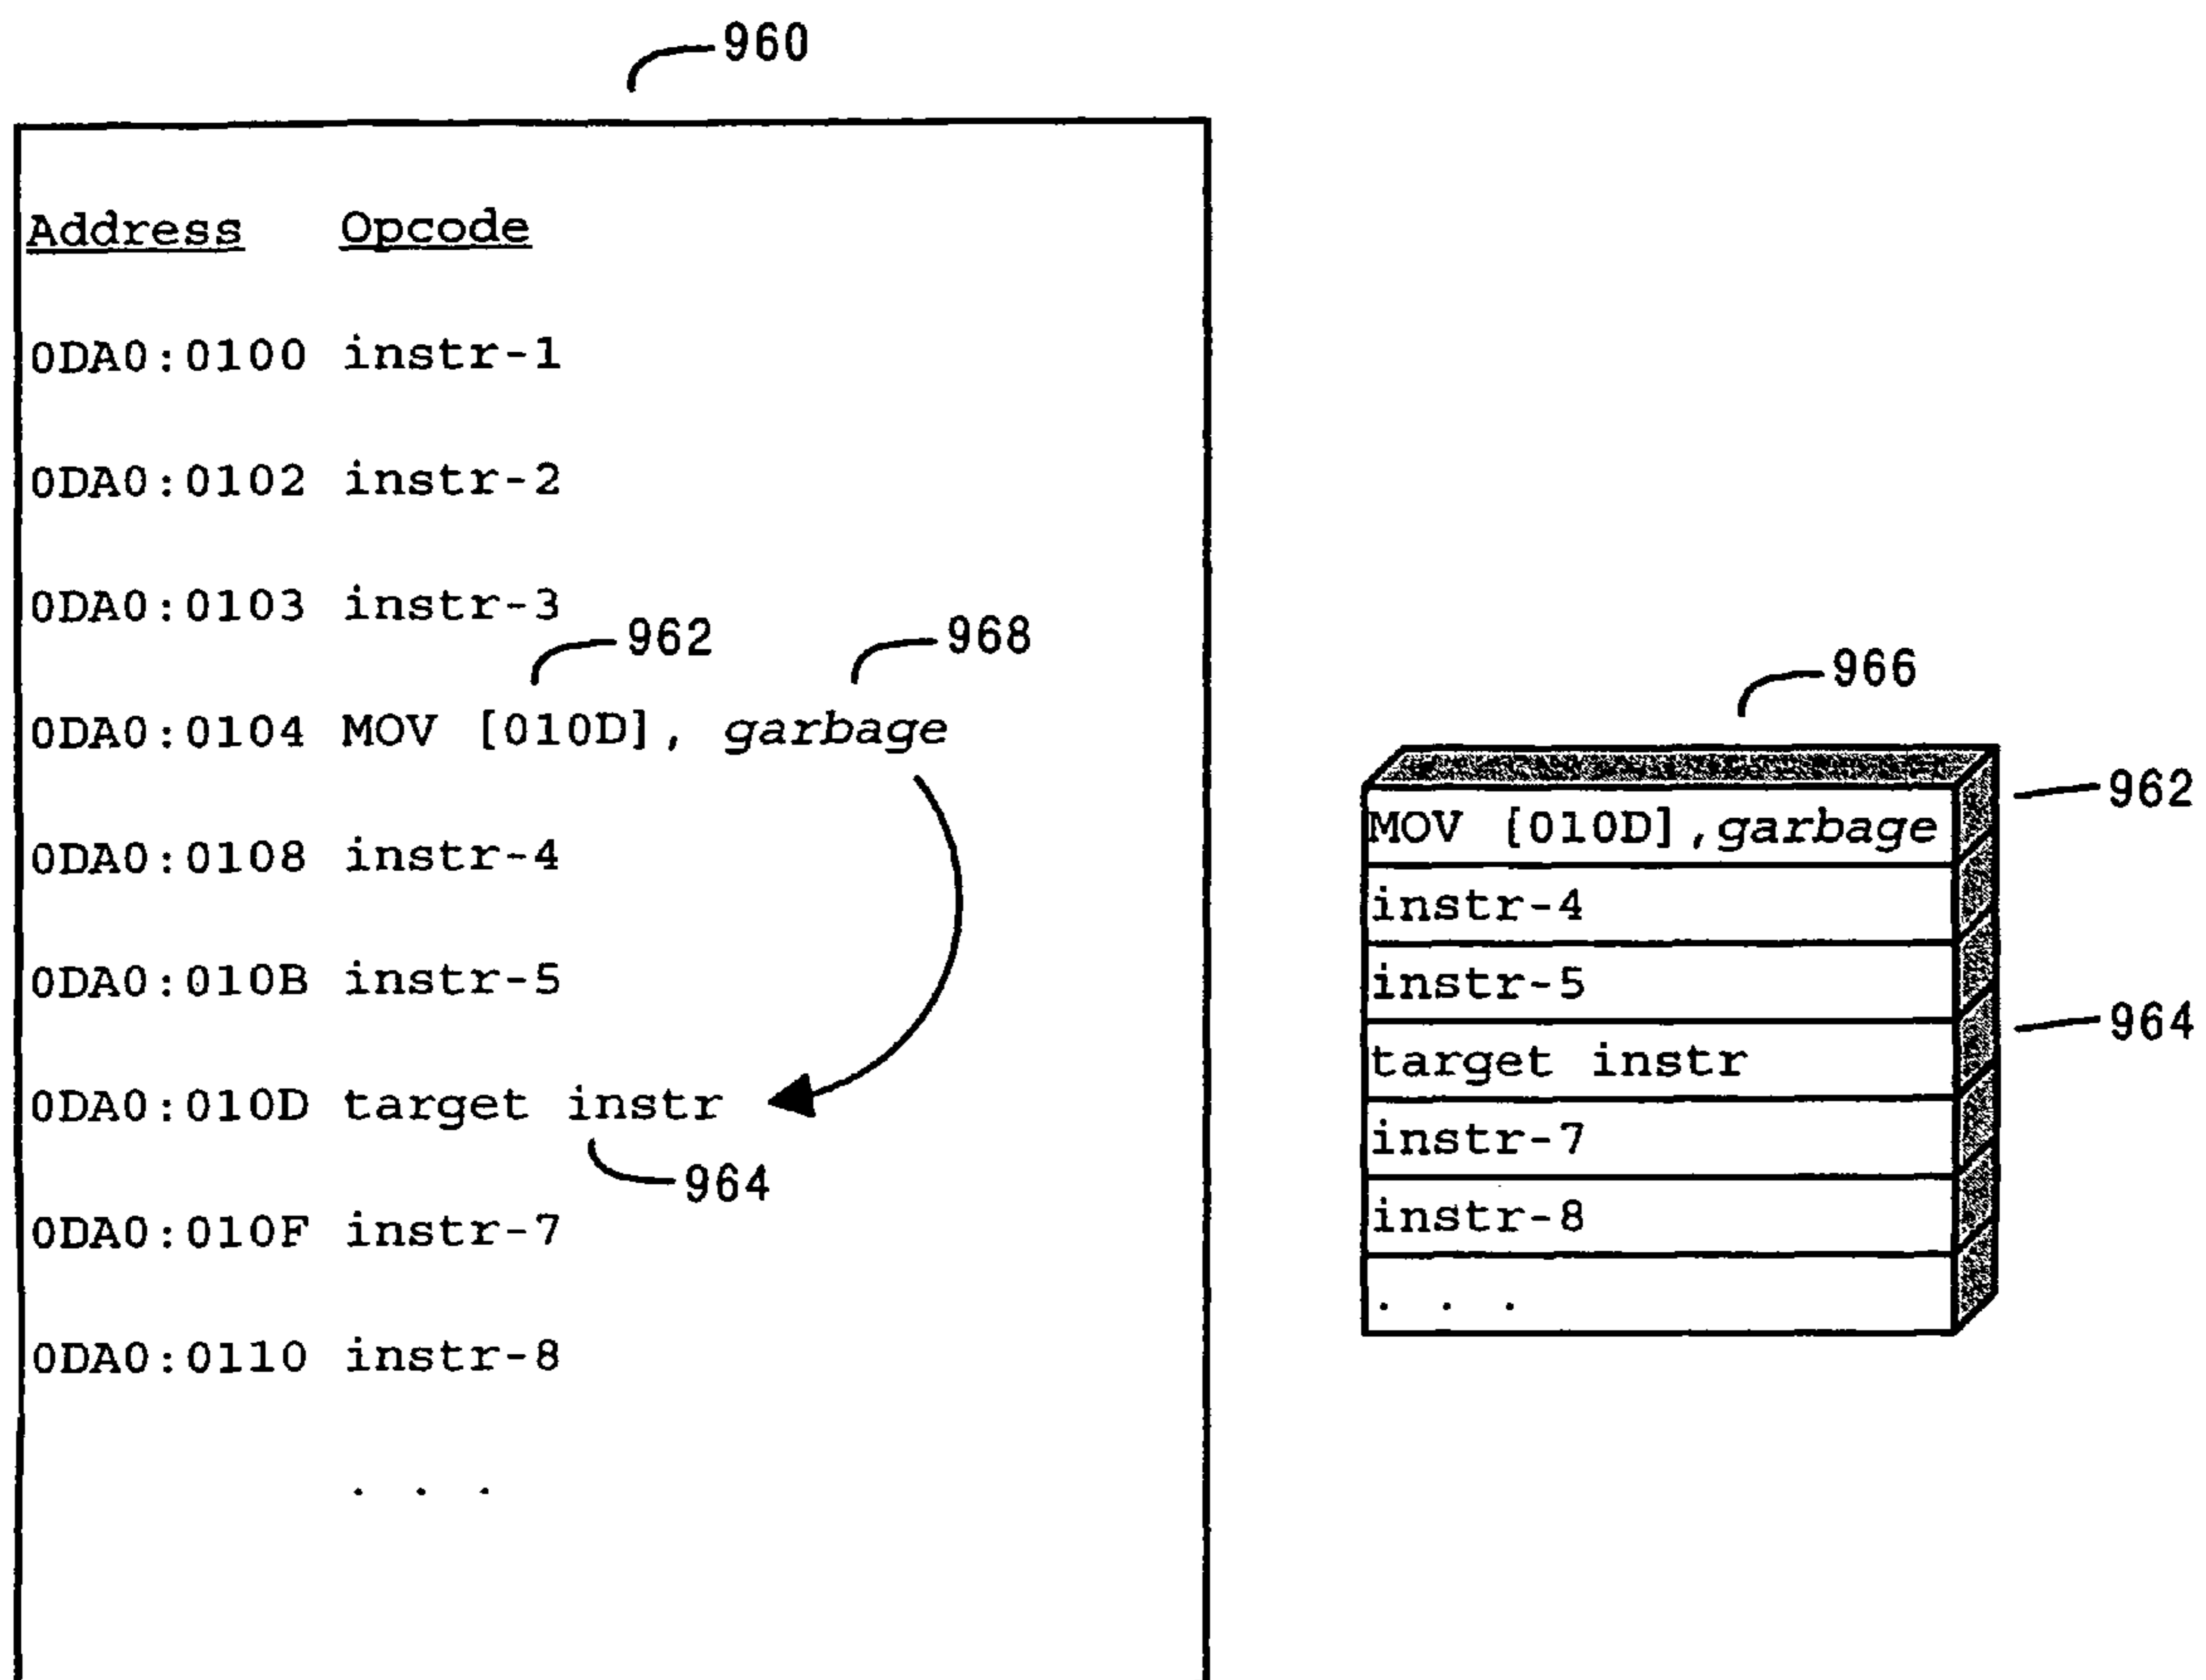 960
Address Opcode
0DA0:0100 instr-1
0DA0:0102 instr-2
0DA0:0103 instr-3
962 968
0DA0:0104 MOV [010D], garbage
0DA0:0108 instr-4
0DA0:010B instr-5
0DA0:010D target instr
964
0DA0:010F instr-7
0DA0:0110 instr-8
. . .
966
962
MOV [010D],garbage
instr-4
instr-5
964
target instr
instr-7
instr-8
. . .